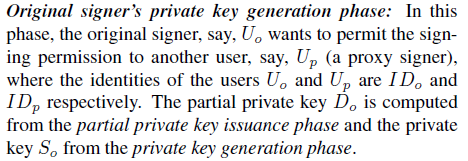 Original signer's private key generation phase: In this
phase, the original signer, say, U_o wants to permit the sign-
ing permission to another user, say, U_p (a proxy signer),
where the identities of the users U_o and U_p are ID_o and
ID_p respectively. The partial private key D_o is computed
from the partial private key issuance phase and the private
key S_o from the private key generation phase.